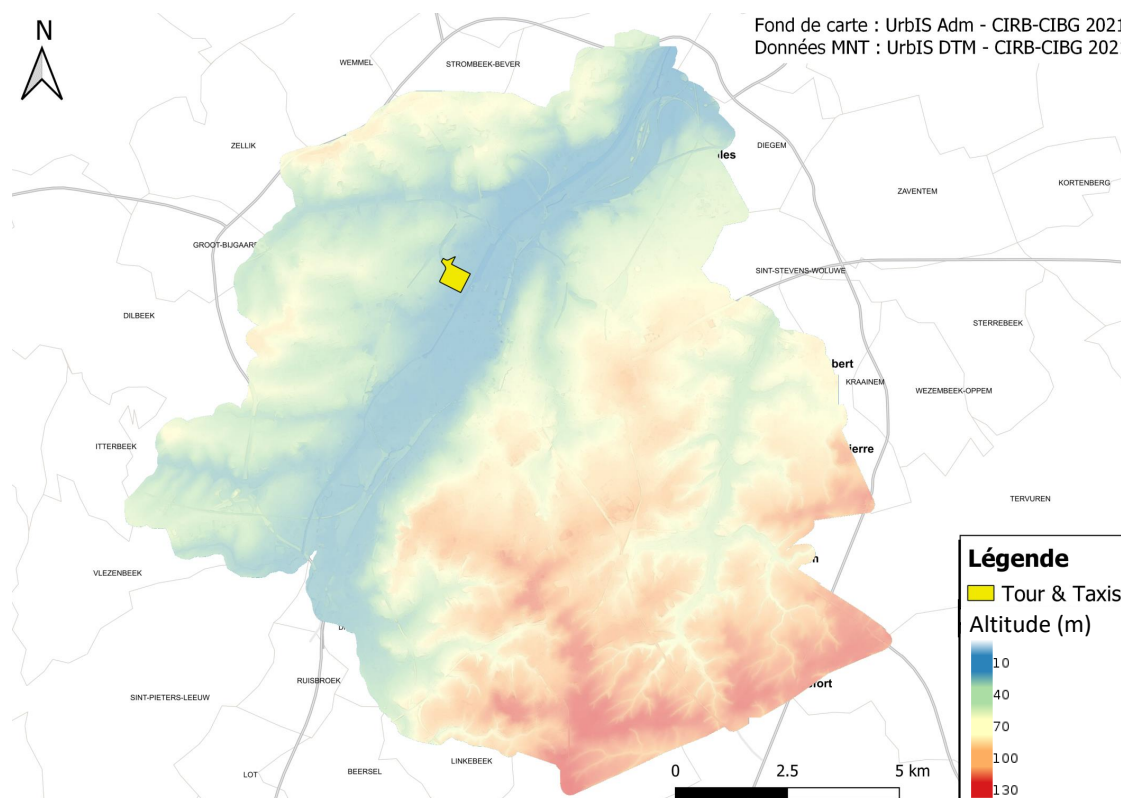 N
Fond de carte : UrbIS Adm - CIRB-CIBG 2021
Données MNT : UrbIS DTM - CIRB-CIBG 2021
WEMMEL
STROMBEEK-BEVER
ZELLIK
DIEGEM
les
ZAVENTEM
KORTENBERG
GROOT-BIJGAAR
SINT-STEVENS-WOLUWE
DILBEEK
STERREBEEK
bert
KRAAINEM
WEZEMBEEK-OPPEM
ITTERBEEK
ierre
TERVUREN
VLEZENBEEK
RUISBROEK
SINT-PIETERS-LEEUW
fort
LINKEBEEK
BEERSEL
LOT
Légende
Tour & Taxis
Altitude (m)
10
40
70
100
130
0 2.5 5 km